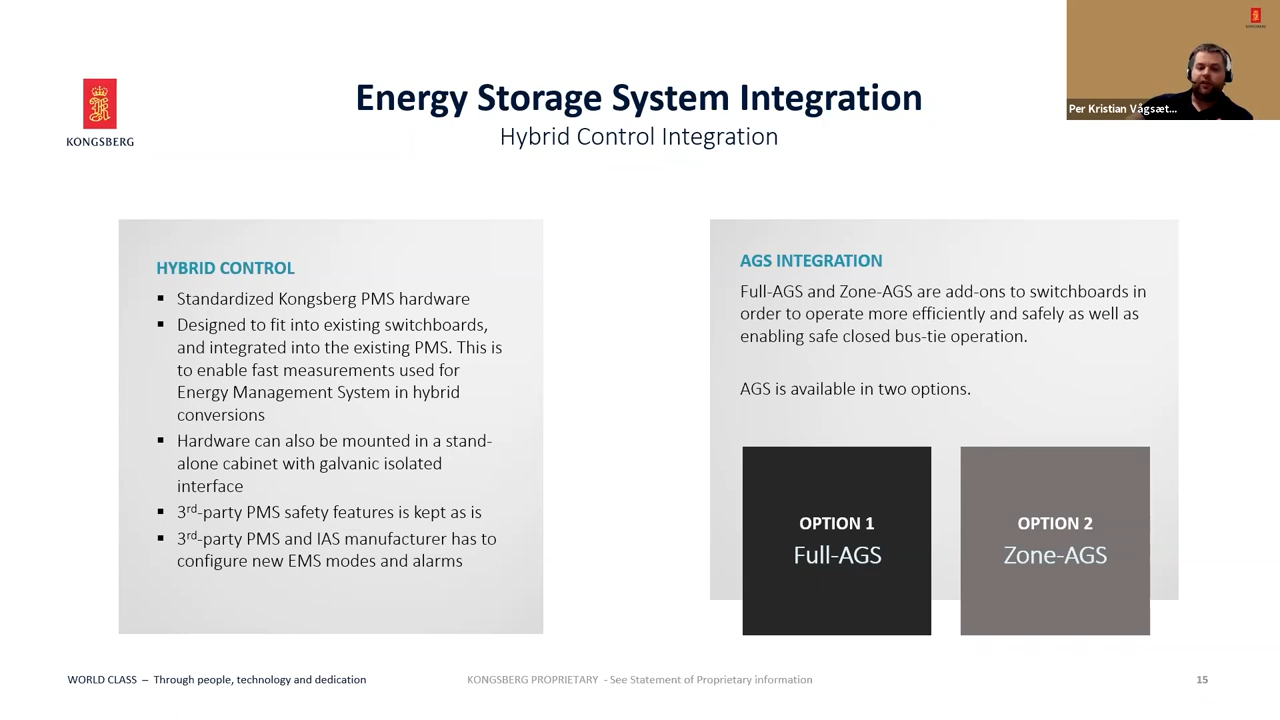 KONGSBERG
Energy Storage System Integration
Hybrid Control Integration
KONGSBERG
Per Kristian Vågsæt...
HYBRID CONTROL
▪ Standardized Kongsberg PMS hardware
▪ Designed to fit into existing switchboards,
and integrated into the existing PMS. This is
to enable fast measurements used for
Energy Management System in hybrid
conversions
▪ Hardware can also be mounted in a stand-
alone cabinet with galvanic isolated
interface
▪ 3rd-party PMS safety features is kept as is
▪ 3rd-party PMS and IAS manufacturer has to
configure new EMS modes and alarms
AGS INTEGRATION
Full-AGS and Zone-AGS are add-ons to switchboards in
order to operate more efficiently and safely as well as
enabling safe closed bus-tie operation.
AGS is available in two options.
OPTION 1
Full-AGS
OPTION 2
Zone-AGS
WORLD CLASS – Through people, technology and dedication
KONGSBERG PROPRIETARY - See Statement of Proprietary information
15